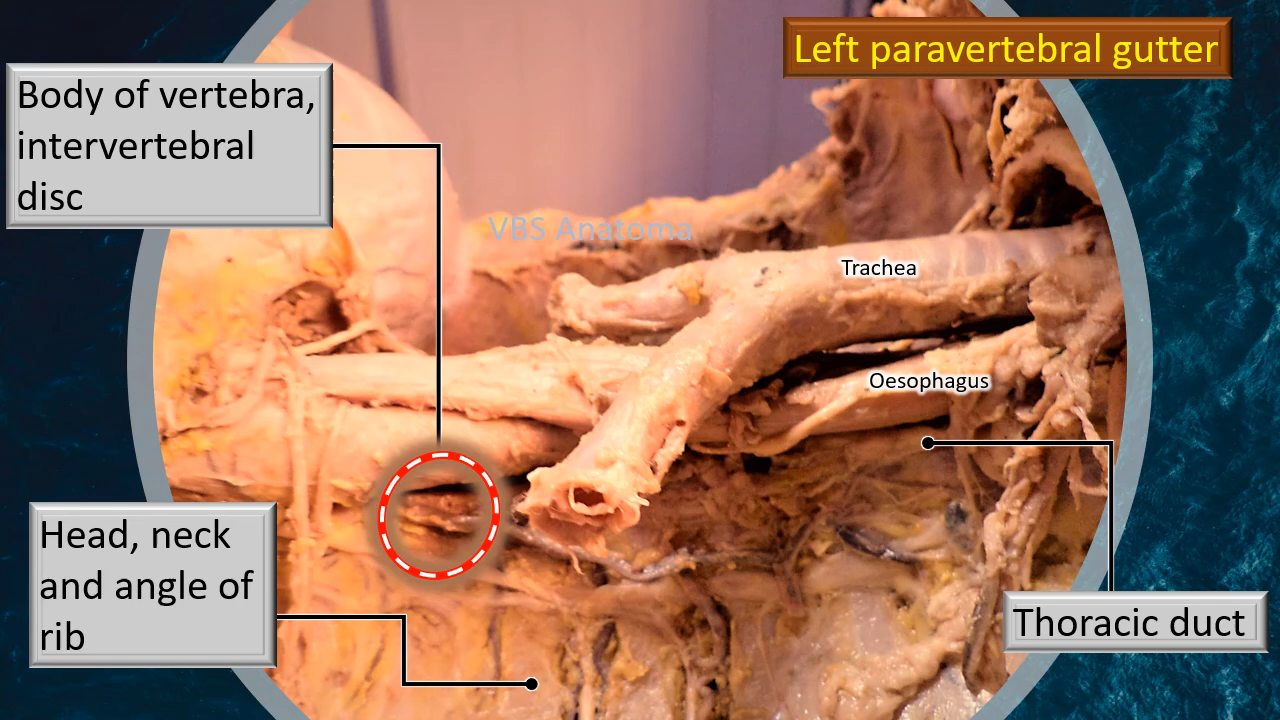 Left paravertebral gutter
Body of vertebra,
intervertebral
disc
VBS Anatoma
Trachea
Oesophagus
Head, neck
and angle of
rib
Thoracic duct